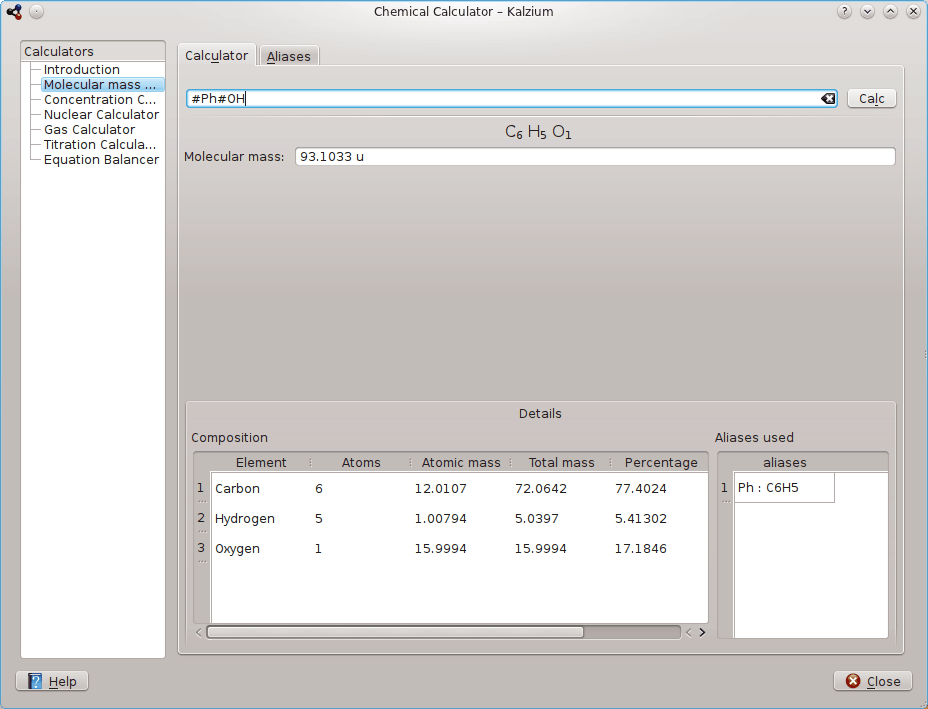 Chemical Calculator – Kalzium
Calculators
Introduction
Molecular mass ...
Concentration C...
Nuclear Calculator
Gas Calculator
Titration Calcula...
Equation Balancer
Calculator Aliases
#Ph#OH Calc
C6 H5 O1
Molecular mass: 93.1033 u
Details
Composition
Element Atoms Atomic mass Total mass Percentage
1 Carbon 6 12.0107 72.0642 77.4024
2 Hydrogen 5 1.00794 5.0397 5.41302
3 Oxygen 1 15.9994 15.9994 17.1846
Aliases used
aliases
1 Ph : C6H5
Help Close